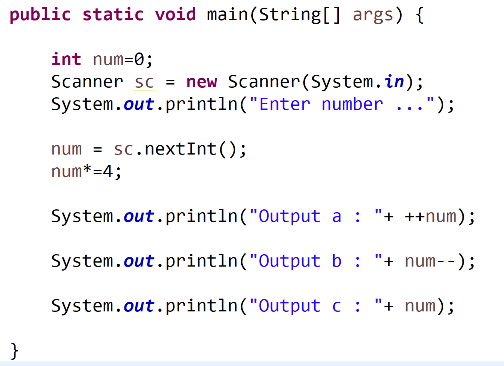 public static void main(String[] args) {
int num=0;
Scanner sc = new Scanner(System.in);
System.out.println("Enter number ...");
num = sc.nextInt();
num*=4;
System.out.println("Output a : "+ ++num);
System.out.println("Output b : "+ num--);
System.out.println("Output c : "+ num);
}